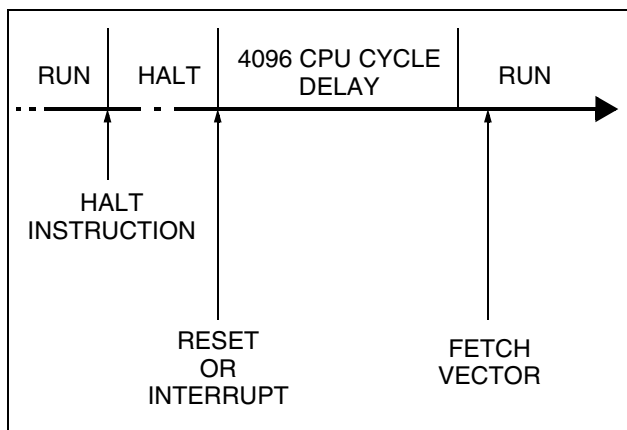 RUN
HALT
4096 CPU CYCLE
DELAY
RUN
HALT
INSTRUCTION
RESET
OR
INTERRUPT
FETCH
VECTOR